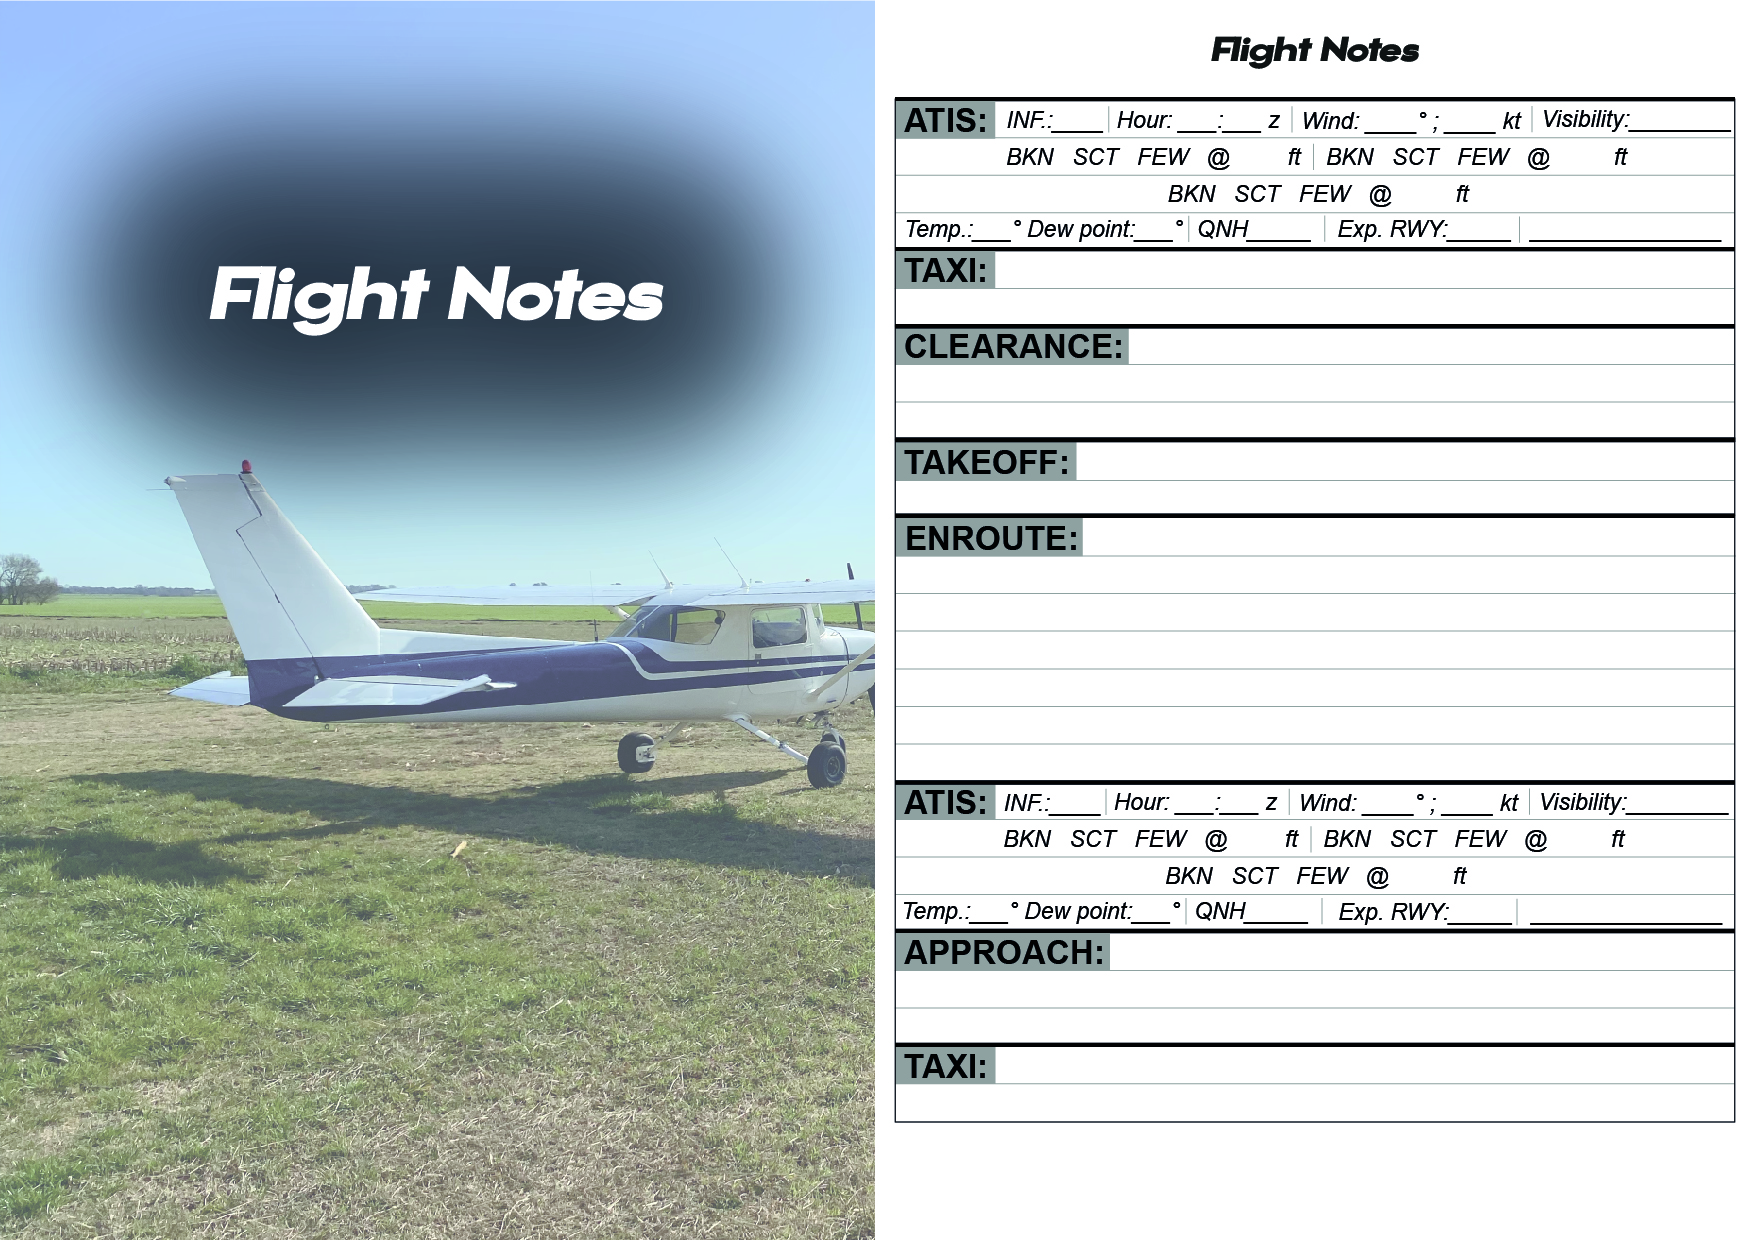 Flight Notes
Flight Notes
ATIS: INF.:____ Hour: ___:___ z Wind: ____° ; ____ kt Visibility:________
BKN SCT FEW @ ft BKN SCT FEW @ ft
BKN SCT FEW @ ft
Temp.:___° Dew point:___° QNH_____ Exp. RWY:_____ _______________
TAXI:
CLEARANCE:
TAKEOFF:
ENROUTE:
ATIS: INF.:____ Hour: ___:___ z Wind: ____° ; ____ kt Visibility:________
BKN SCT FEW @ ft BKN SCT FEW @ ft
BKN SCT FEW @ ft
Temp.:___° Dew point:___° QNH_____ Exp. RWY:_____ _______________
APPROACH:
TAXI: